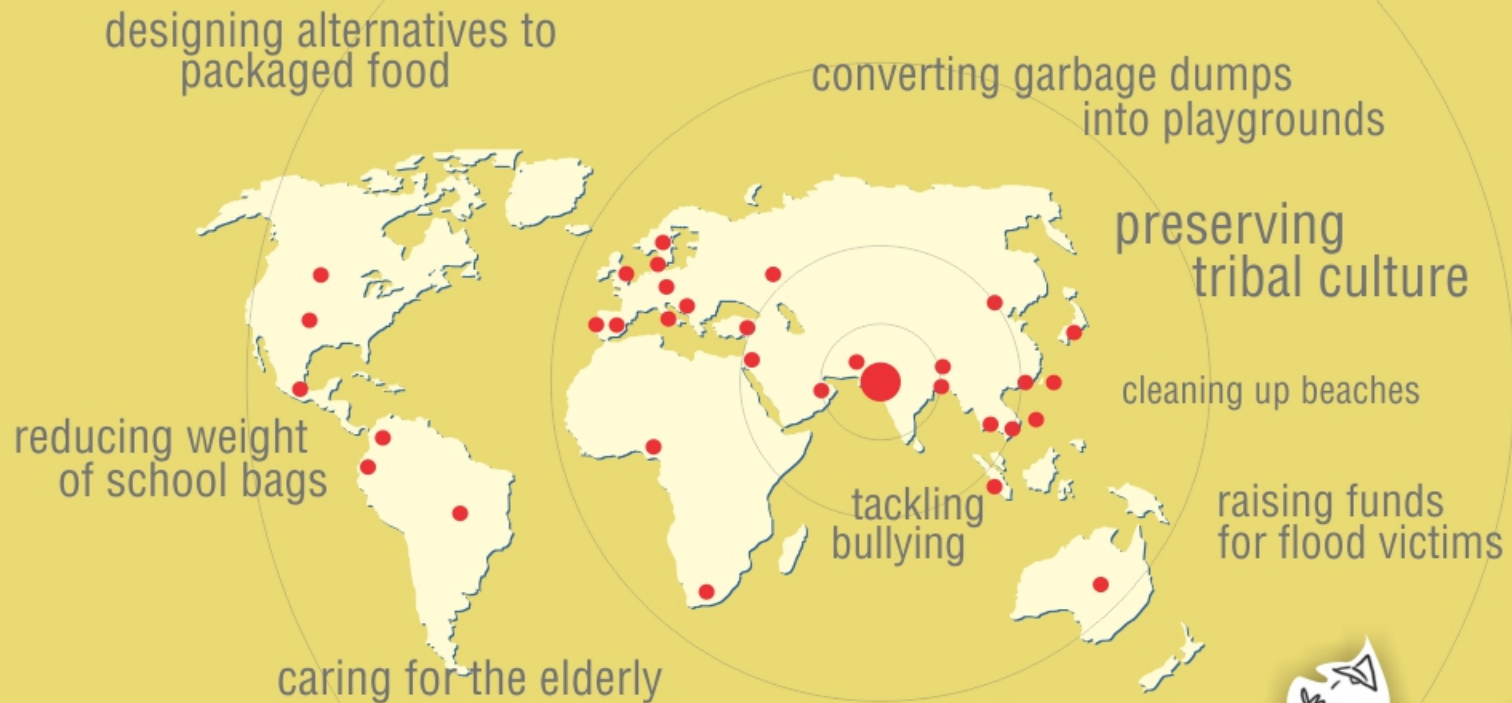 designing alternatives to
packaged food
converting garbage dumps
into playgrounds
preserving
tribal culture
cleaning up beaches
reducing weight
of school bags
tackling
bullying
raising funds
for flood victims
caring for the elderly